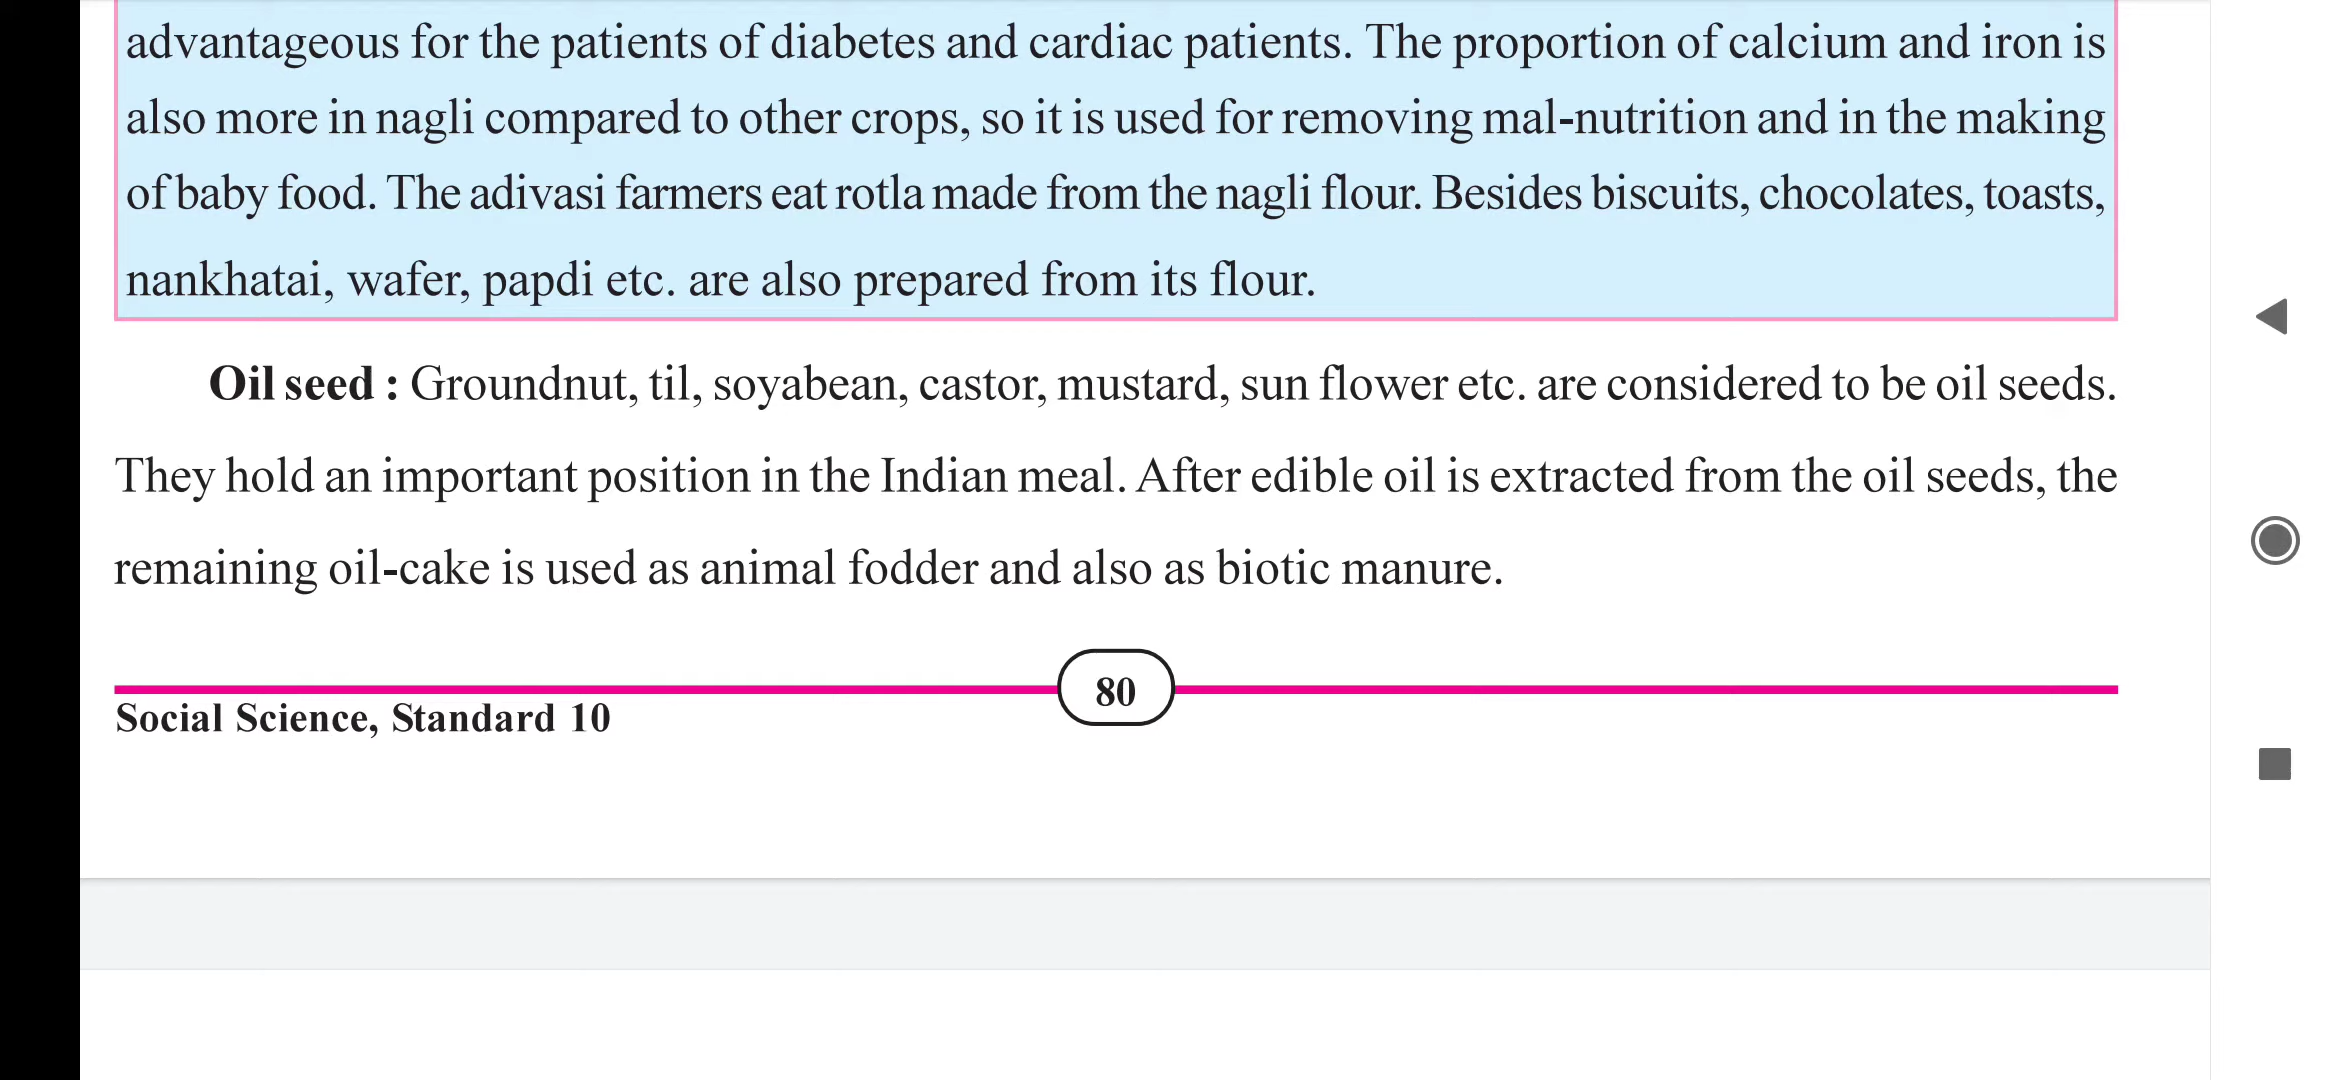 advantageous for the patients of diabetes and cardiac patients. The proportion of calcium and iron is
also more in nagli compared to other crops, so it is used for removing mal-nutrition and in the making
of baby food. The adivasi farmers eat rotla made from the nagli flour. Besides biscuits, chocolates, toasts,
nankhatai, wafer, papdi etc. are also prepared from its flour.
Oil seed : Groundnut, til, soyabean, castor, mustard, sun flower etc. are considered to be oil seeds.
They hold an important position in the Indian meal. After edible oil is extracted from the oil seeds, the
remaining oil-cake is used as animal fodder and also as biotic manure.
80
Social Science, Standard 10